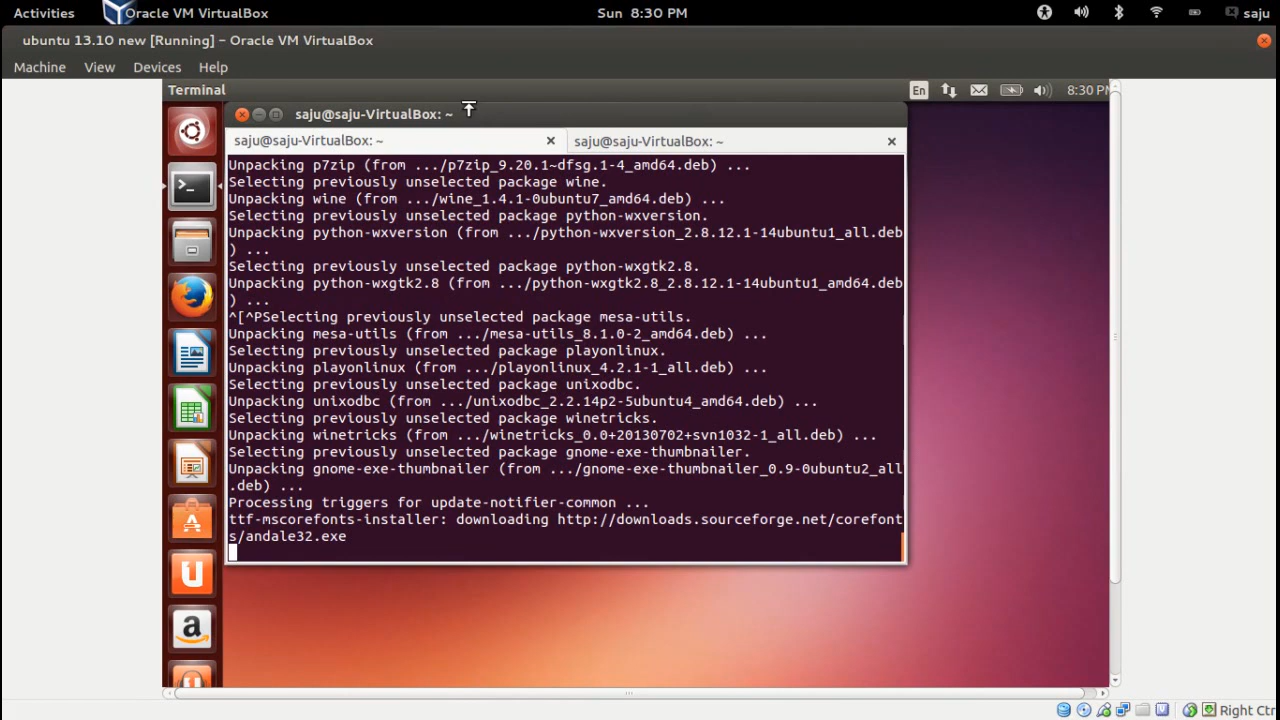 Activities
Oracle VM VirtualBox
Sun 8:30 PM
saju
ubuntu 13.10 new [Running] - Oracle VM VirtualBox
Machine View Devices Help
Terminal
En
8:30 PM
saju@saju-VirtualBox: ~
saju@saju-VirtualBox: ~
saju@saju-VirtualBox: ~
Unpacking p7zip (from .../p7zip_9.20.1~dfsg.1-4_amd64.deb) ...
Selecting previously unselected package wine.
Unpacking wine (from .../wine_1.4.1-0ubuntu7_amd64.deb) ...
Selecting previously unselected package python-wxversion.
Unpacking python-wxversion (from .../python-wxversion_2.8.12.1-14ubuntu1_all.deb
) ...
Selecting previously unselected package python-wxgtk2.8.
Unpacking python-wxgtk2.8 (from .../python-wxgtk2.8_2.8.12.1-14ubuntu1_amd64.deb
) ...
^[^PSelecting previously unselected package mesa-utils.
Unpacking mesa-utils (from .../mesa-utils_8.1.0-2_amd64.deb) ...
Selecting previously unselected package playonlinux.
Unpacking playonlinux (from .../playonlinux_4.2.1-1_all.deb) ...
Selecting previously unselected package unixodbc.
Unpacking unixodbc (from .../unixodbc_2.2.14p2-5ubuntu4_amd64.deb) ...
Selecting previously unselected package winetricks.
Unpacking winetricks (from .../winetricks_0.0+20130702+svn1032-1_all.deb) ...
Selecting previously unselected package gnome-exe-thumbnailer.
Unpacking gnome-exe-thumbnailer (from .../gnome-exe-thumbnailer_0.9-0ubuntu2_all
.deb) ...
Processing triggers for update-notifier-common ...
ttf-mscorefonts-installer: downloading http://downloads.sourceforge.net/corefont
s/andale32.exe
Right Ctr